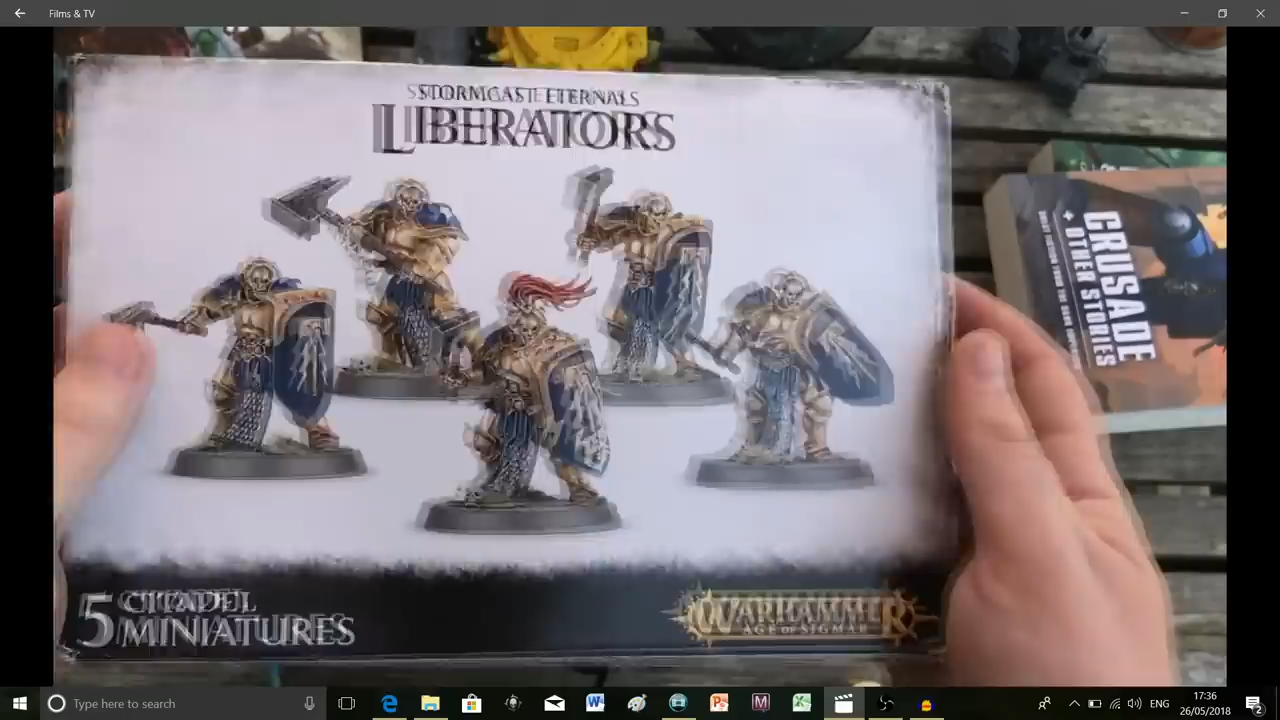 Films & TV
STORMCAST ETERNALS
LIBERATORS
CRUSADE
+ OTHER STORIES
5 CITADEL
MINIATURES
WARHAMMER
AGE OF SIGMAR
Type here to search
ENG
17:36
26/05/2018
2